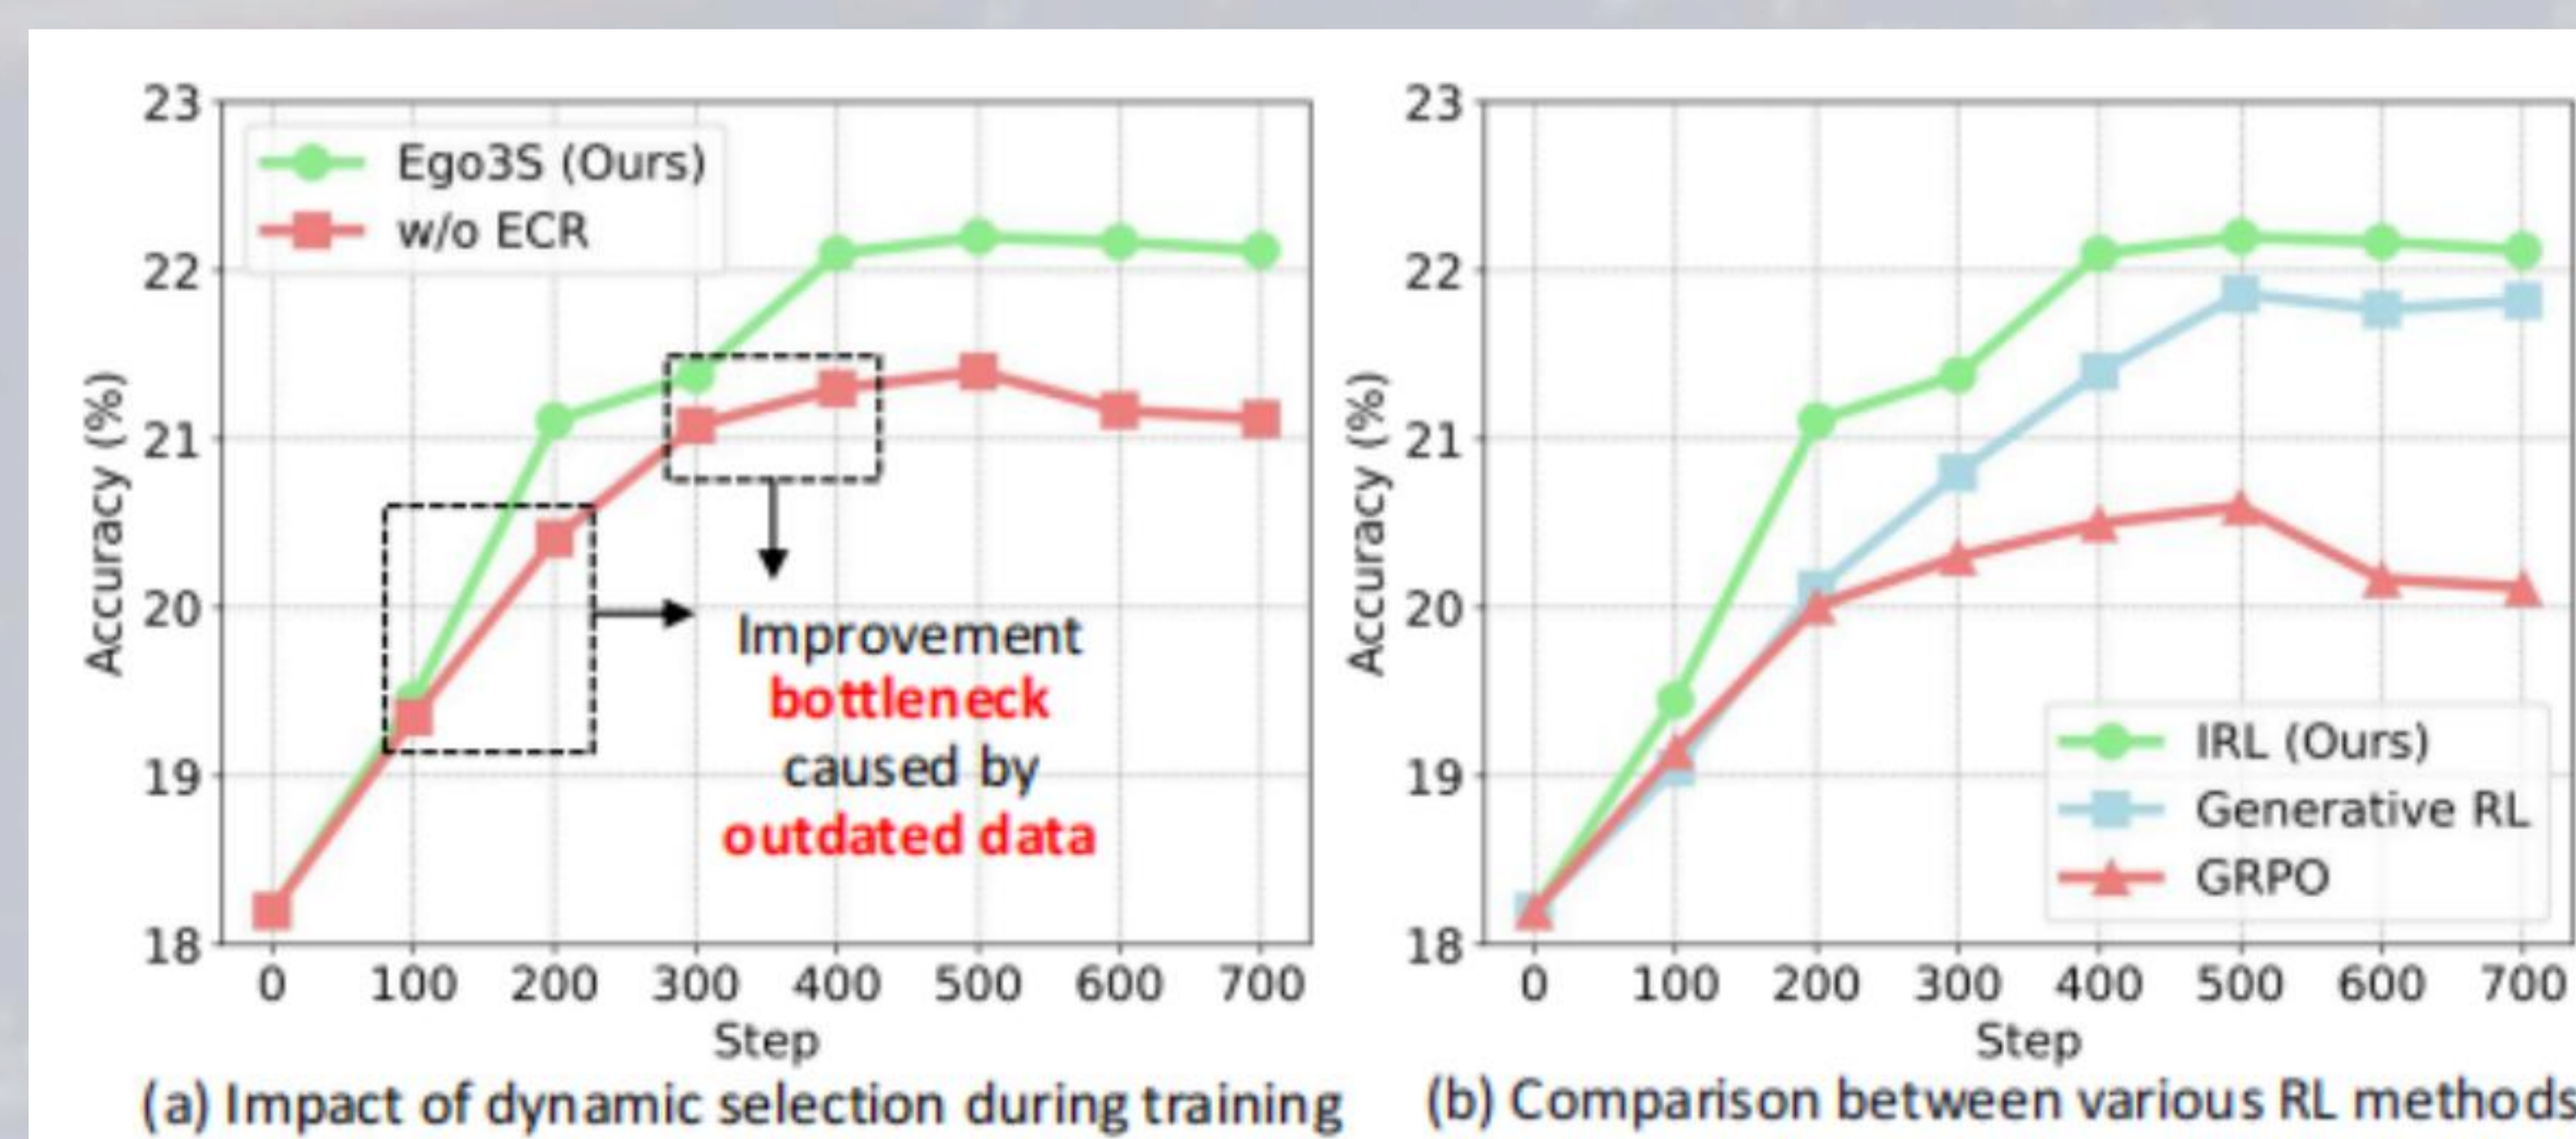 23
22
21
20
19
18
Accuracy (%)
Ego3S (Ours)
w/o ECR
Improvement
bottleneck
caused by
outdated data
0 100 200 300 400 500 600 700
Step
(a) Impact of dynamic selection during training
23
22
21
20
19
18
Accuracy (%)
IRL (Ours)
Generative RL
GRPO
0 100 200 300 400 500 600 700
Step
(b) Comparison between various RL methods